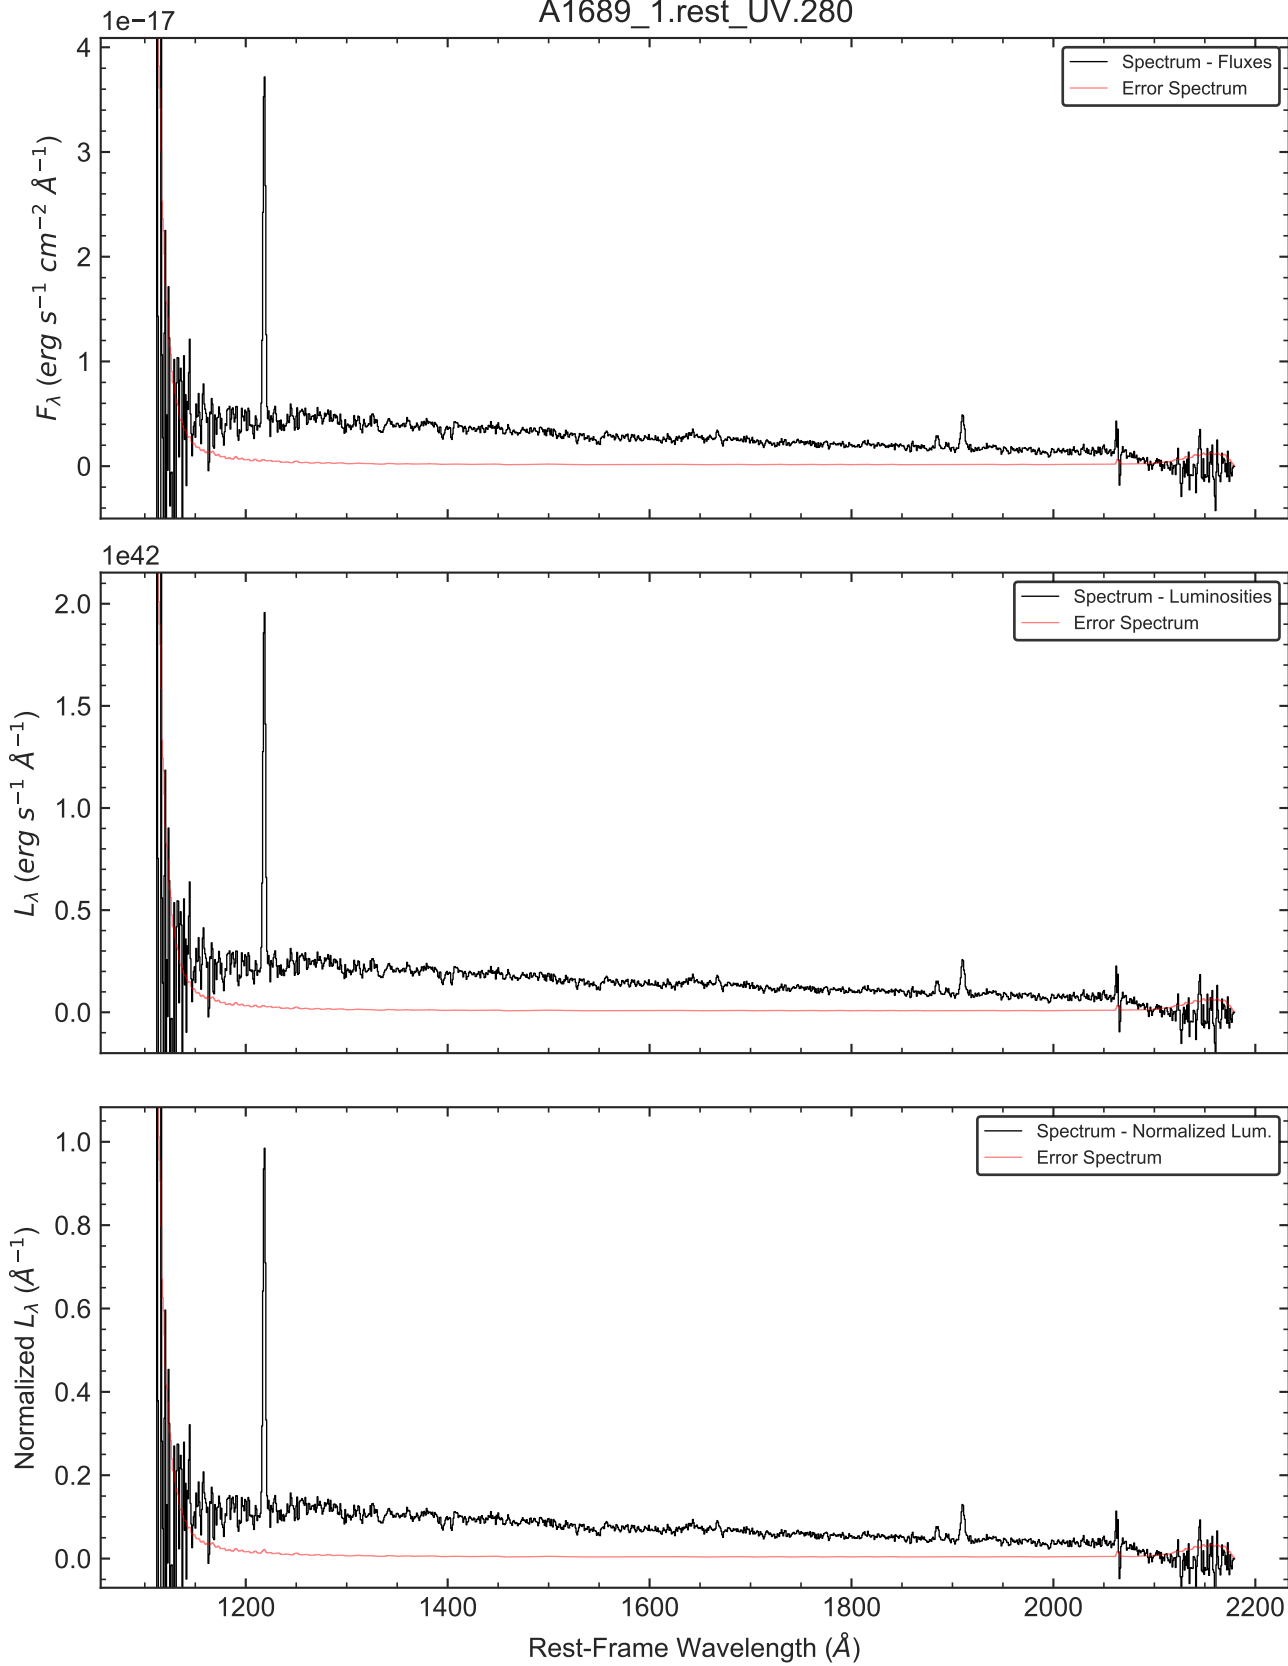 A1689_1.rest_UV.280
1e−17
Spectrum - Fluxes
Error Spectrum
4
3
2
1
0
F_λ (erg s⁻¹ cm⁻² Å⁻¹)
1e42
Spectrum - Luminosities
Error Spectrum
2.0
1.5
1.0
0.5
0.0
L_λ (erg s⁻¹ Å⁻¹)
Spectrum - Normalized Lum.
Error Spectrum
1.0
0.8
0.6
0.4
0.2
0.0
Normalized L_λ (Å⁻¹)
1200 1400 1600 1800 2000 2200
Rest-Frame Wavelength (Å)